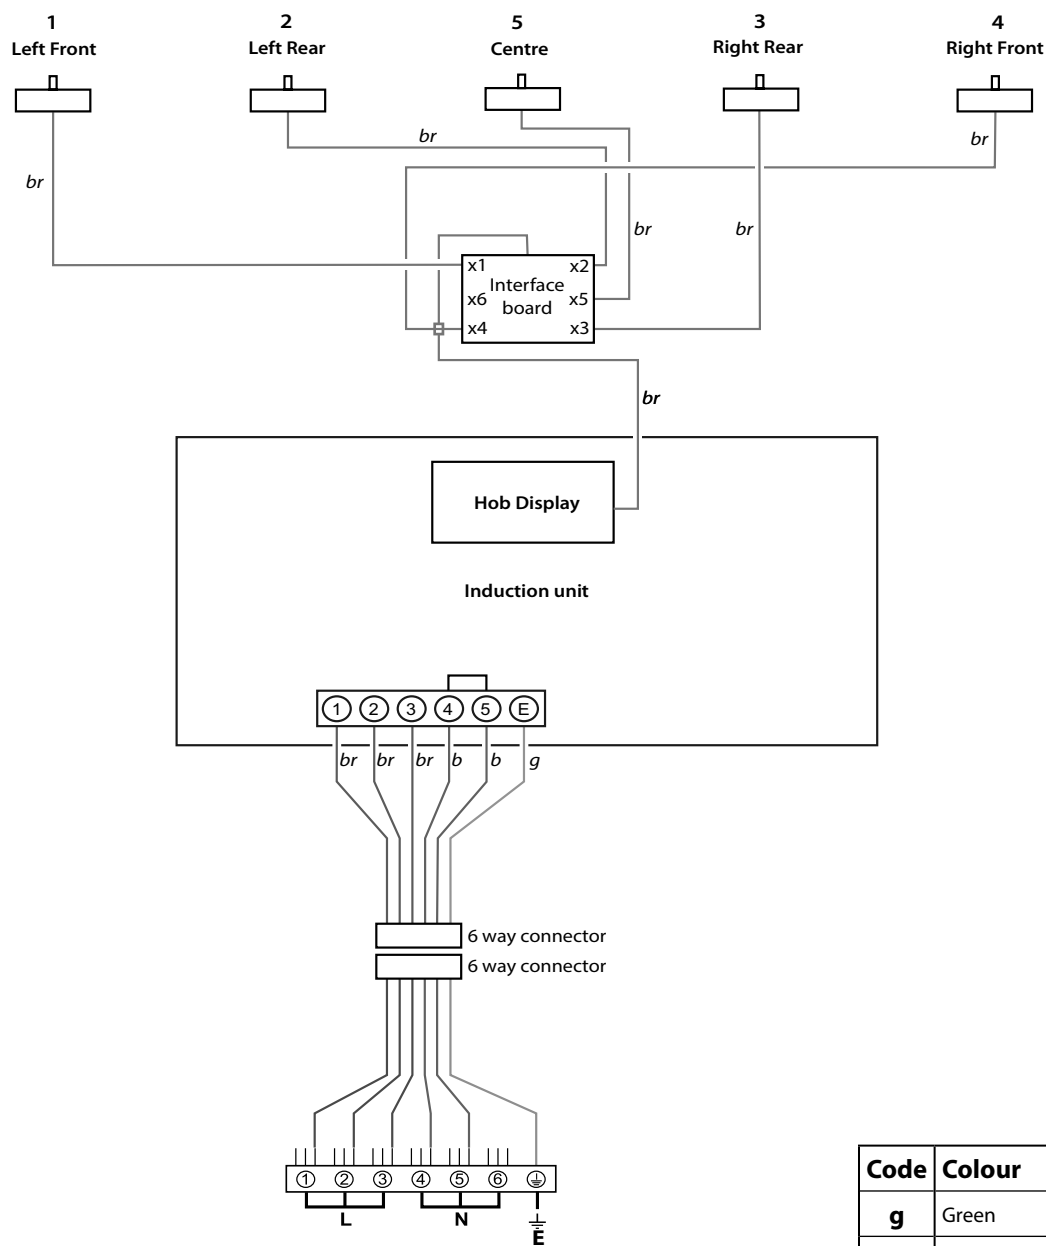 1 2 5 3 4
Left Front Left Rear Centre Right Rear Right Front
br
br
br
br
br
x1 x2
Interface
x6 x5
board
x4 x3
br
Hob Display
Induction unit
1 2 3 4 5 E
br br br b b g
6 way connector
6 way connector
1 2 3 4 5 6
L N E
Code Colour
g Green